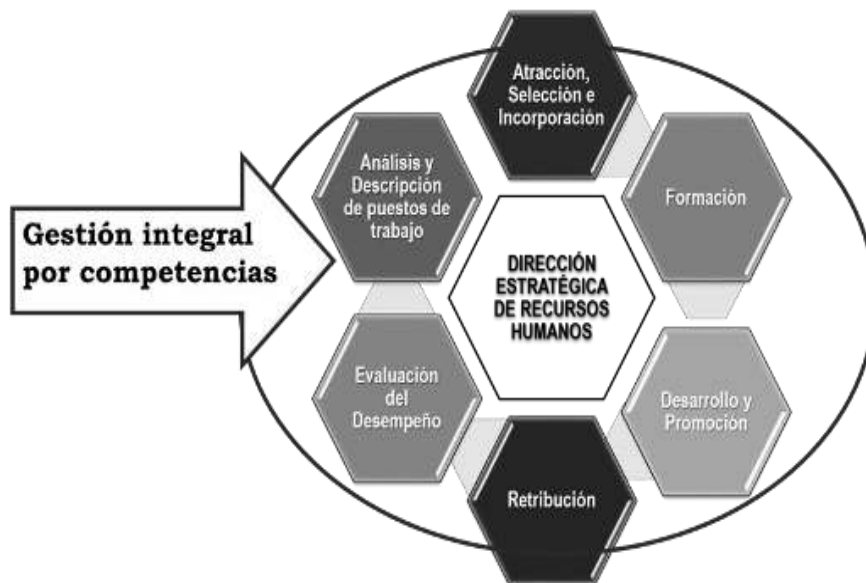 Atracción,
Selección e
Incorporación
Análisis y
Descripción
de puestos de
trabajo
Formación
Gestión integral
por competencias
DIRECCIÓN
ESTRATÉGICA
DE RECURSOS
HUMANOS
Evaluación
del
Desempeño
Desarrollo y
Promoción
Retribución